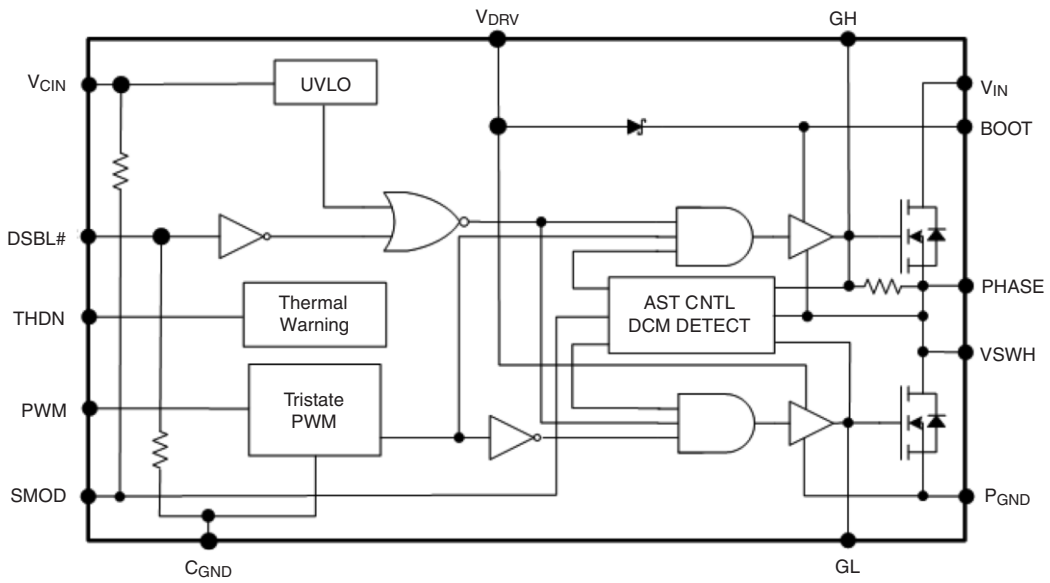 VDRV
GH
VCIN
UVLO
VIN
BOOT
DSBL#
THDN
Thermal
Warning
AST CNTL
DCM DETECT
PHASE
VSWH
PWM
Tristate
PWM
SMOD
PGND
CGND
GL